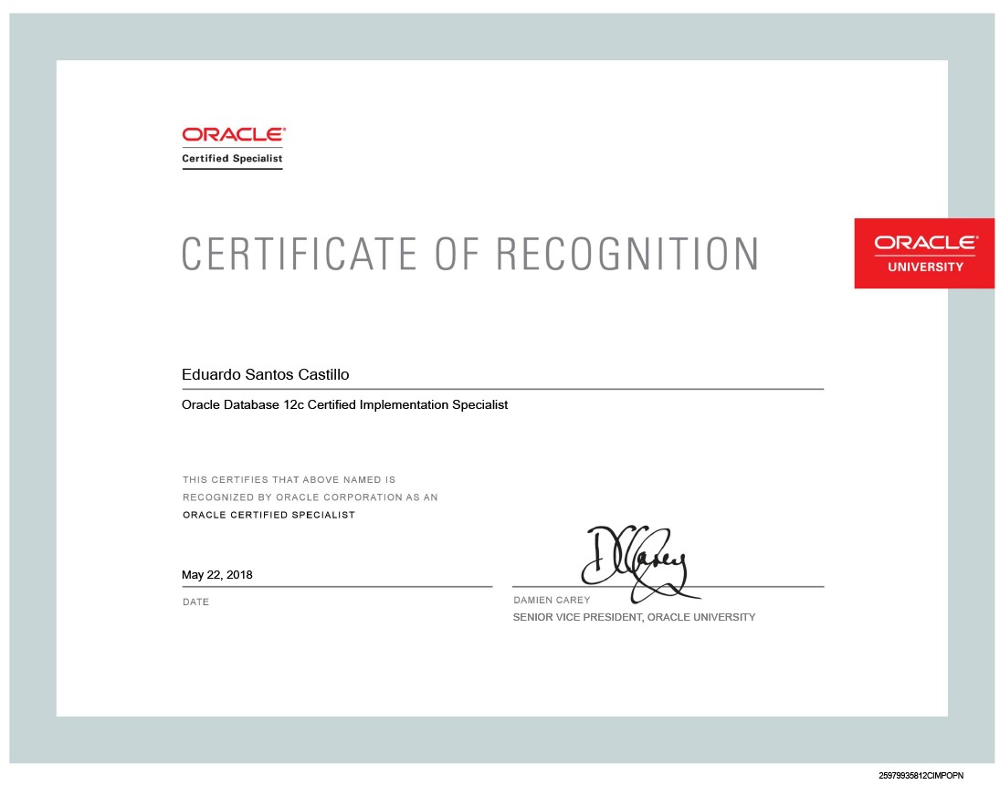 ORACLE®
Certified Specialist
CERTIFICATE OF RECOGNITION
ORACLE®
UNIVERSITY
Eduardo Santos Castillo
Oracle Database 12c Certified Implementation Specialist
THIS CERTIFIES THAT ABOVE NAMED IS
RECOGNIZED BY ORACLE CORPORATION AS AN
ORACLE CERTIFIED SPECIALIST
DCarey
May 22, 2018
DATE
DAMIEN CAREY
SENIOR VICE PRESIDENT, ORACLE UNIVERSITY
25979935812CIMPOPN